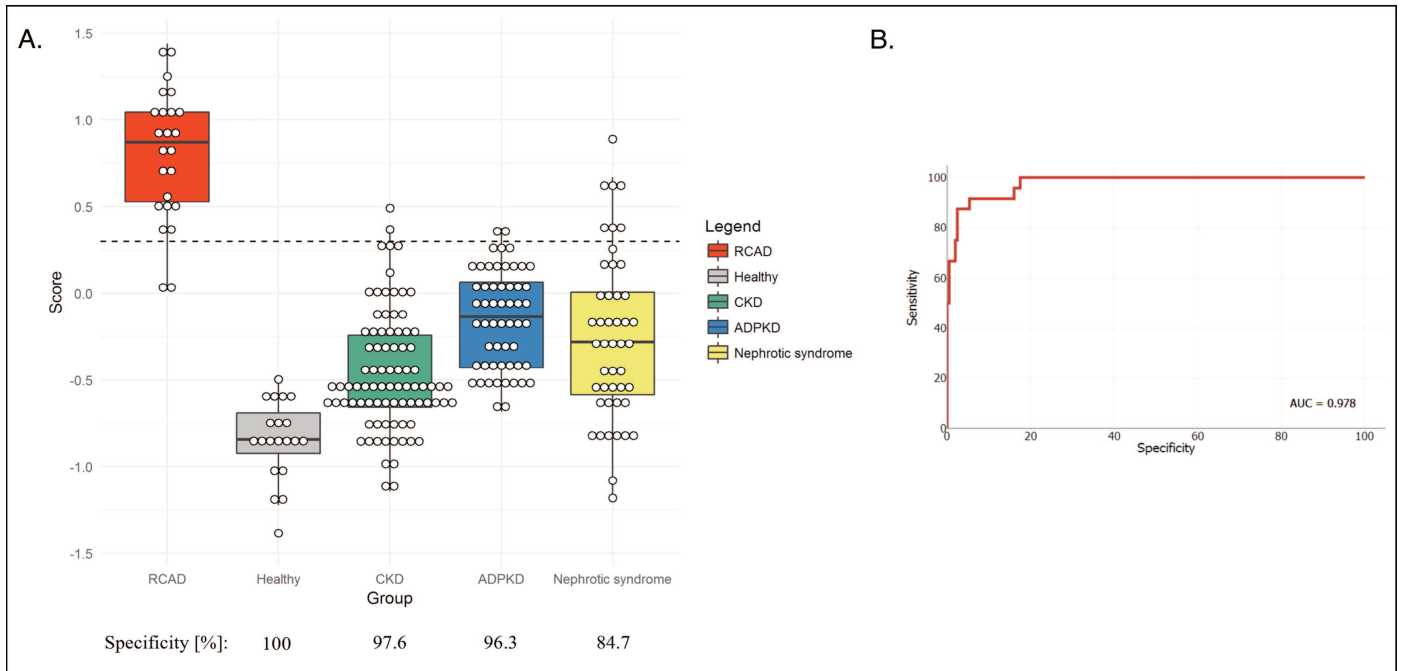 A.
1.5
1.0
0.5
0.0
-0.5
-1.0
-1.5
Score
RCAD Healthy CKD ADPKD Nephrotic syndrome
Group
Specificity [%]: 100 97.6 96.3 84.7
Legend
RCAD
Healthy
CKD
ADPKD
Nephrotic syndrome
B.
100
80
60
40
20
0
Sensitivity
0 20 40 60 80 100
Specificity
AUC = 0.978